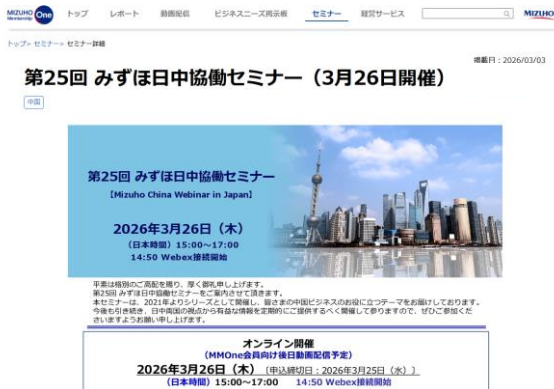 MIZUHO Membership One トップ レポート 動画配信 ビジネスニーズ掲示板 セミナー 経営サービス MIZUHO
トップ> セミナー> セミナー詳細
掲載日：2026/03/03
第25回 みずほ日中協働セミナー（3月26日開催）
中国
第25回 みずほ日中協働セミナー
【Mizuho China Webinar in Japan】
2026年3月26日（木）
（日本時間）15:00～17:00
14:50 Webex接続開始
平素は格別のご高配を賜り、厚く御礼申し上げます。
第25回 みずほ日中協働セミナーをご案内させて頂きます。
本セミナーは、2021年よりシリーズとして開催し、皆さまの中国ビジネスのお役に立つテーマをお届けしております。
今後も引き続き、日中両国の視点から有益な情報を定期的にご提供するべく開催して参りますので、ぜひご参加くだ
さいますようお願い申し上げます。
オンライン開催
（MMOne会員向け後日動画配信予定）
2026年3月26日（木）［申込締切日：2026年3月25日（水）］
（日本時間）15:00～17:00 14:50 Webex接続開始